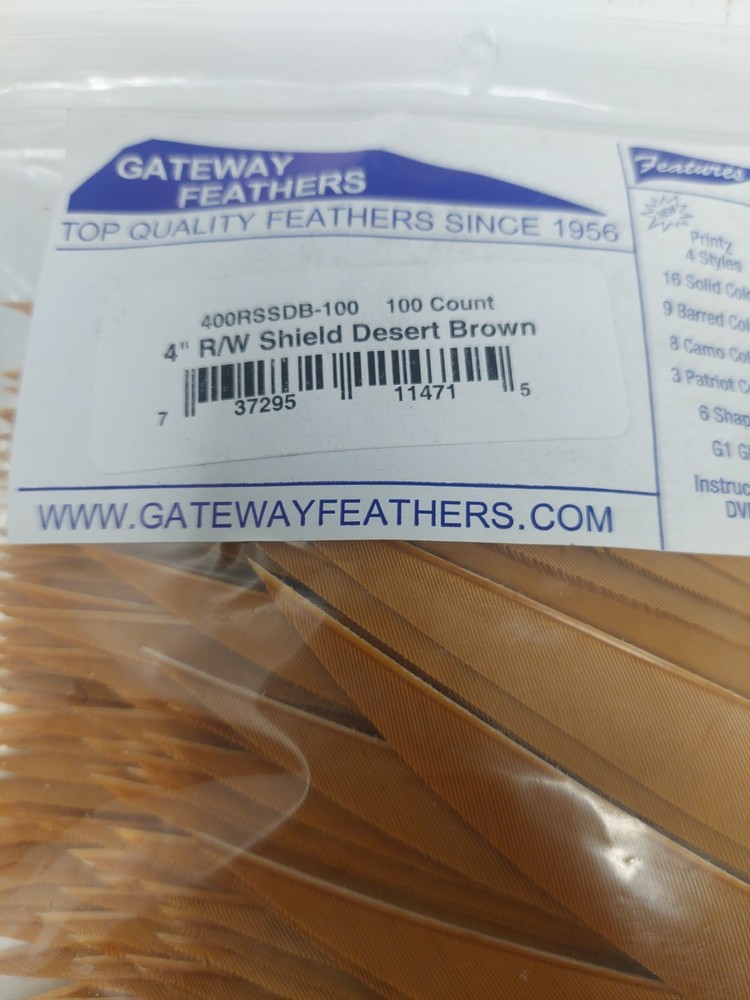 GATEWAY
FEATHERS
TOP QUALITY FEATHERS SINCE 1956
400RSSDB-100 100 Count
4" R/W Shield Desert Brown
7 37295 11471 5
WWW.GATEWAYFEATHERS.COM
Features
Printz
4 Styles
16 Solid
9 Barred
8 Camo
3 Patriot
6
G1